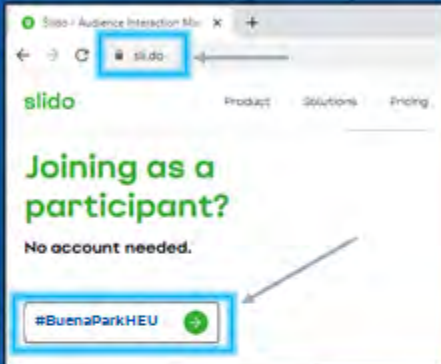 Slido - Audience Interaction Ma
sli.do
slido Product Solutions Pricing
Joining as a
participant?
No account needed.
#BuenaParkHEU